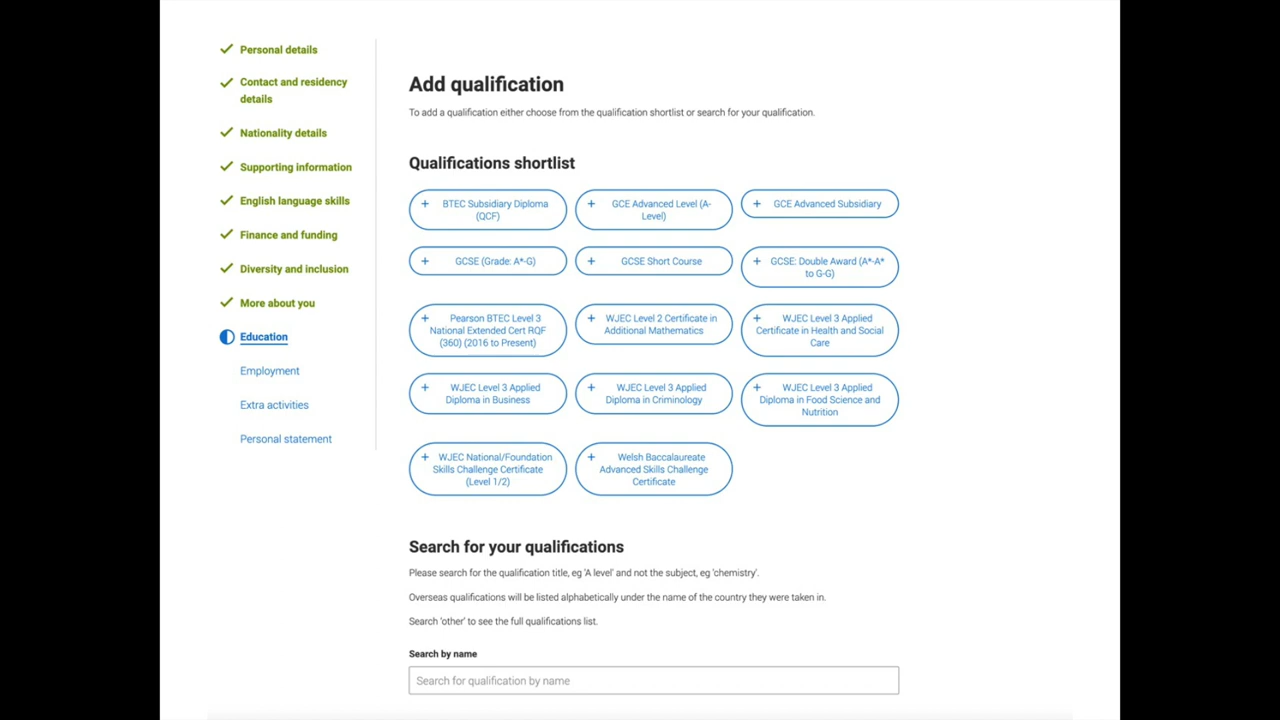 Personal details
Contact and residency
details
Nationality details
Supporting information
English language skills
Finance and funding
Diversity and inclusion
More about you
Education
Employment
Extra activities
Personal statement
Add qualification
To add a qualification either choose from the qualification shortlist or search for your qualification.
Qualifications shortlist
+ BTEC Subsidiary Diploma
(QCF)
+ GCE Advanced Level (A-
Level)
+ GCE Advanced Subsidiary
+ GCSE (Grade: A*-G)
+ GCSE Short Course
+ GCSE: Double Award (A*-A*
to G-G)
+ Pearson BTEC Level 3
National Extended Cert RQF
(360) (2016 to Present)
+ WJEC Level 2 Certificate in
Additional Mathematics
+ WJEC Level 3 Applied
Certificate in Health and Social
Care
+ WJEC Level 3 Applied
Diploma in Business
+ WJEC Level 3 Applied
Diploma in Criminology
+ WJEC Level 3 Applied
Diploma in Food Science and
Nutrition
+ WJEC National/Foundation
Skills Challenge Certificate
(Level 1/2)
+ Welsh Baccalaureate
Advanced Skills Challenge
Certificate
Search for your qualifications
Please search for the qualification title, eg 'A level' and not the subject, eg 'chemistry'.
Overseas qualifications will be listed alphabetically under the name of the country they were taken in.
Search 'other' to see the full qualifications list.
Search by name
Search for qualification by name